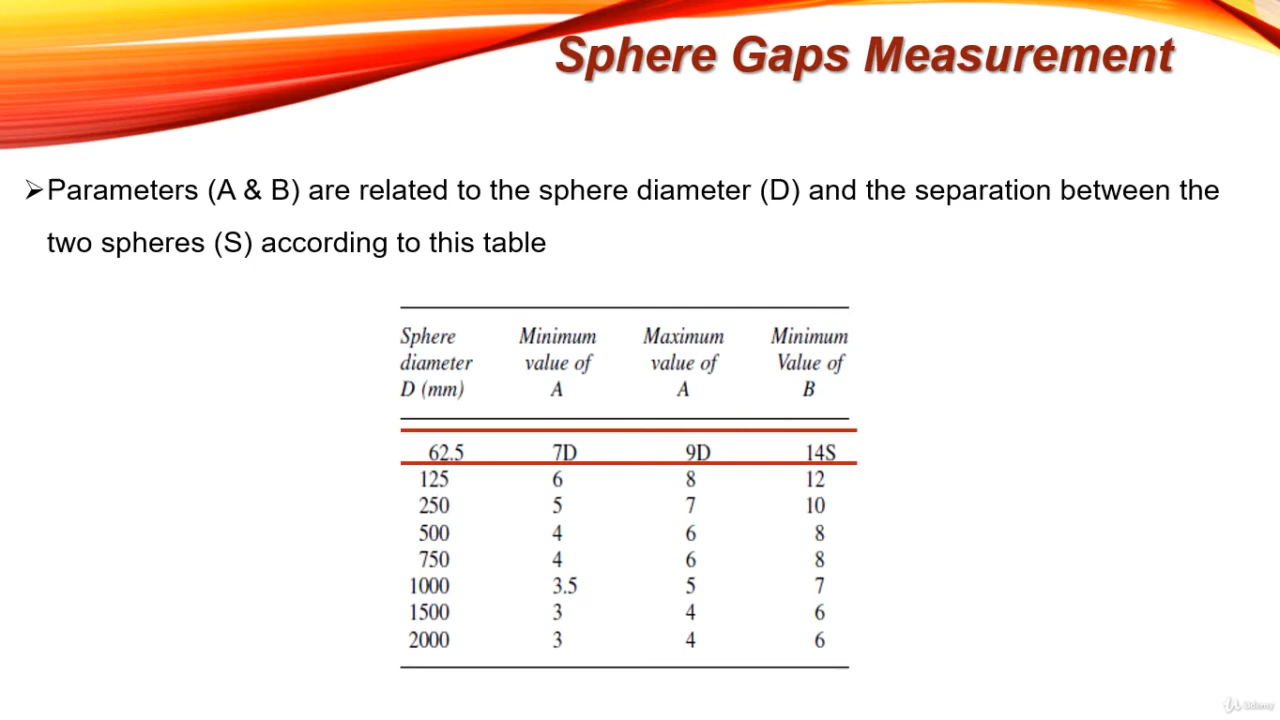 Sphere Gaps Measurement
➢Parameters (A & B) are related to the sphere diameter (D) and the separation between the
two spheres (S) according to this table
Sphere Minimum Maximum Minimum
diameter value of value of Value of
D (mm) A A B
62.5 7D 9D 14S
125 6 8 12
250 5 7 10
500 4 6 8
750 4 6 8
1000 3.5 5 7
1500 3 4 6
2000 3 4 6
Udemy